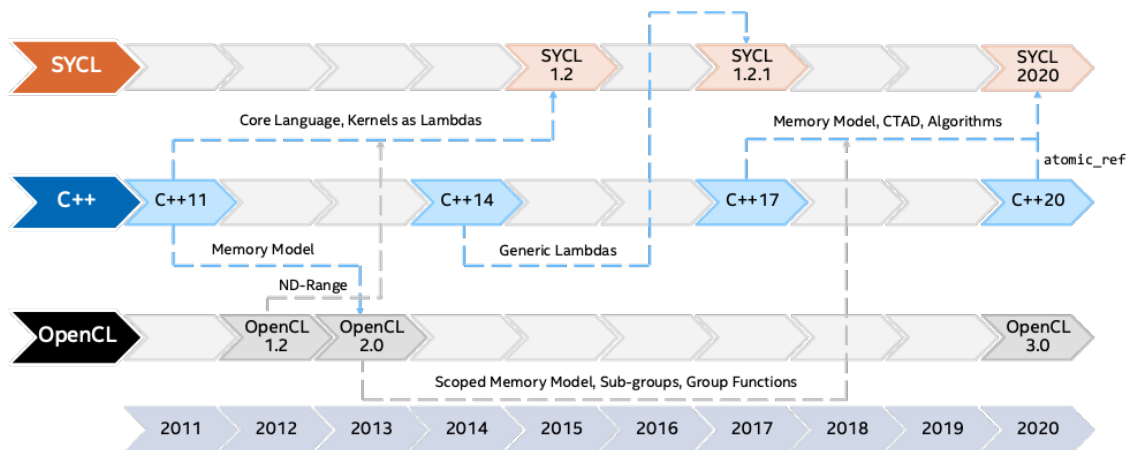 SYCL
SYCL
1.2
SYCL
1.2.1
SYCL
2020
Core Language, Kernels as Lambdas
Memory Model, CTAD, Algorithms
atomic_ref
C++
C++11
C++14
C++17
C++20
Memory Model
Generic Lambdas
ND-Range
OpenCL
OpenCL
1.2
OpenCL
2.0
OpenCL
3.0
Scoped Memory Model, Sub-groups, Group Functions
2011
2012
2013
2014
2015
2016
2017
2018
2019
2020